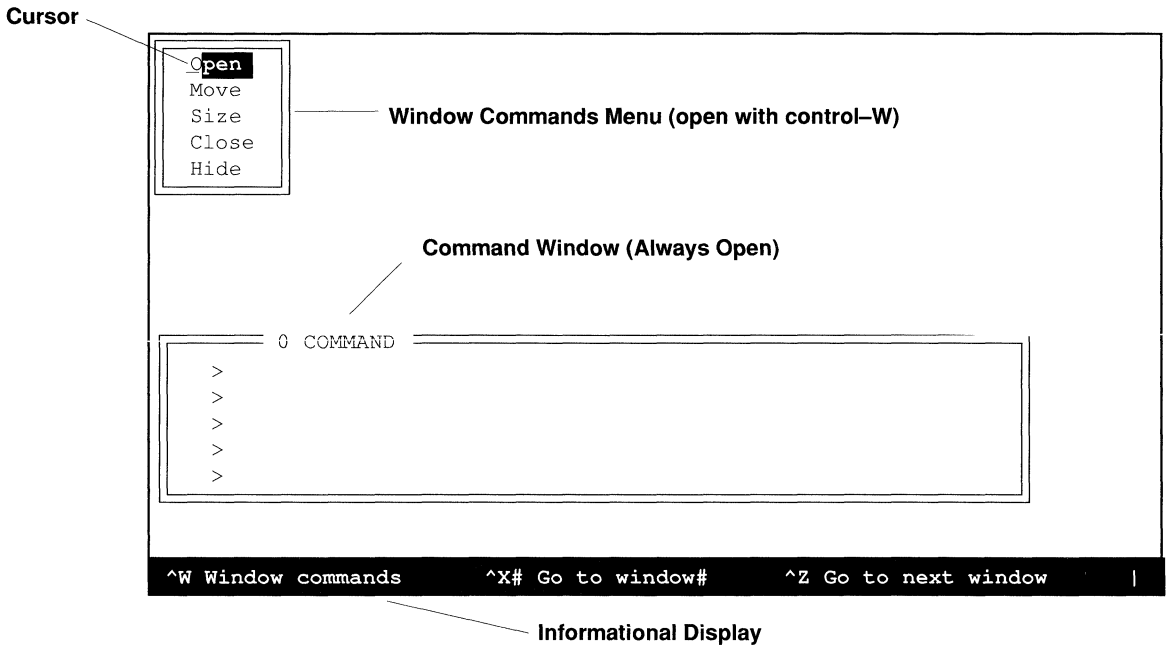 Cursor
Open
Move
Size
Close
Hide
Window Commands Menu (open with control–W)
Command Window (Always Open)
0 COMMAND
>
>
>
>
>
^W Window commands ^X# Go to window# ^Z Go to next window |
Informational Display